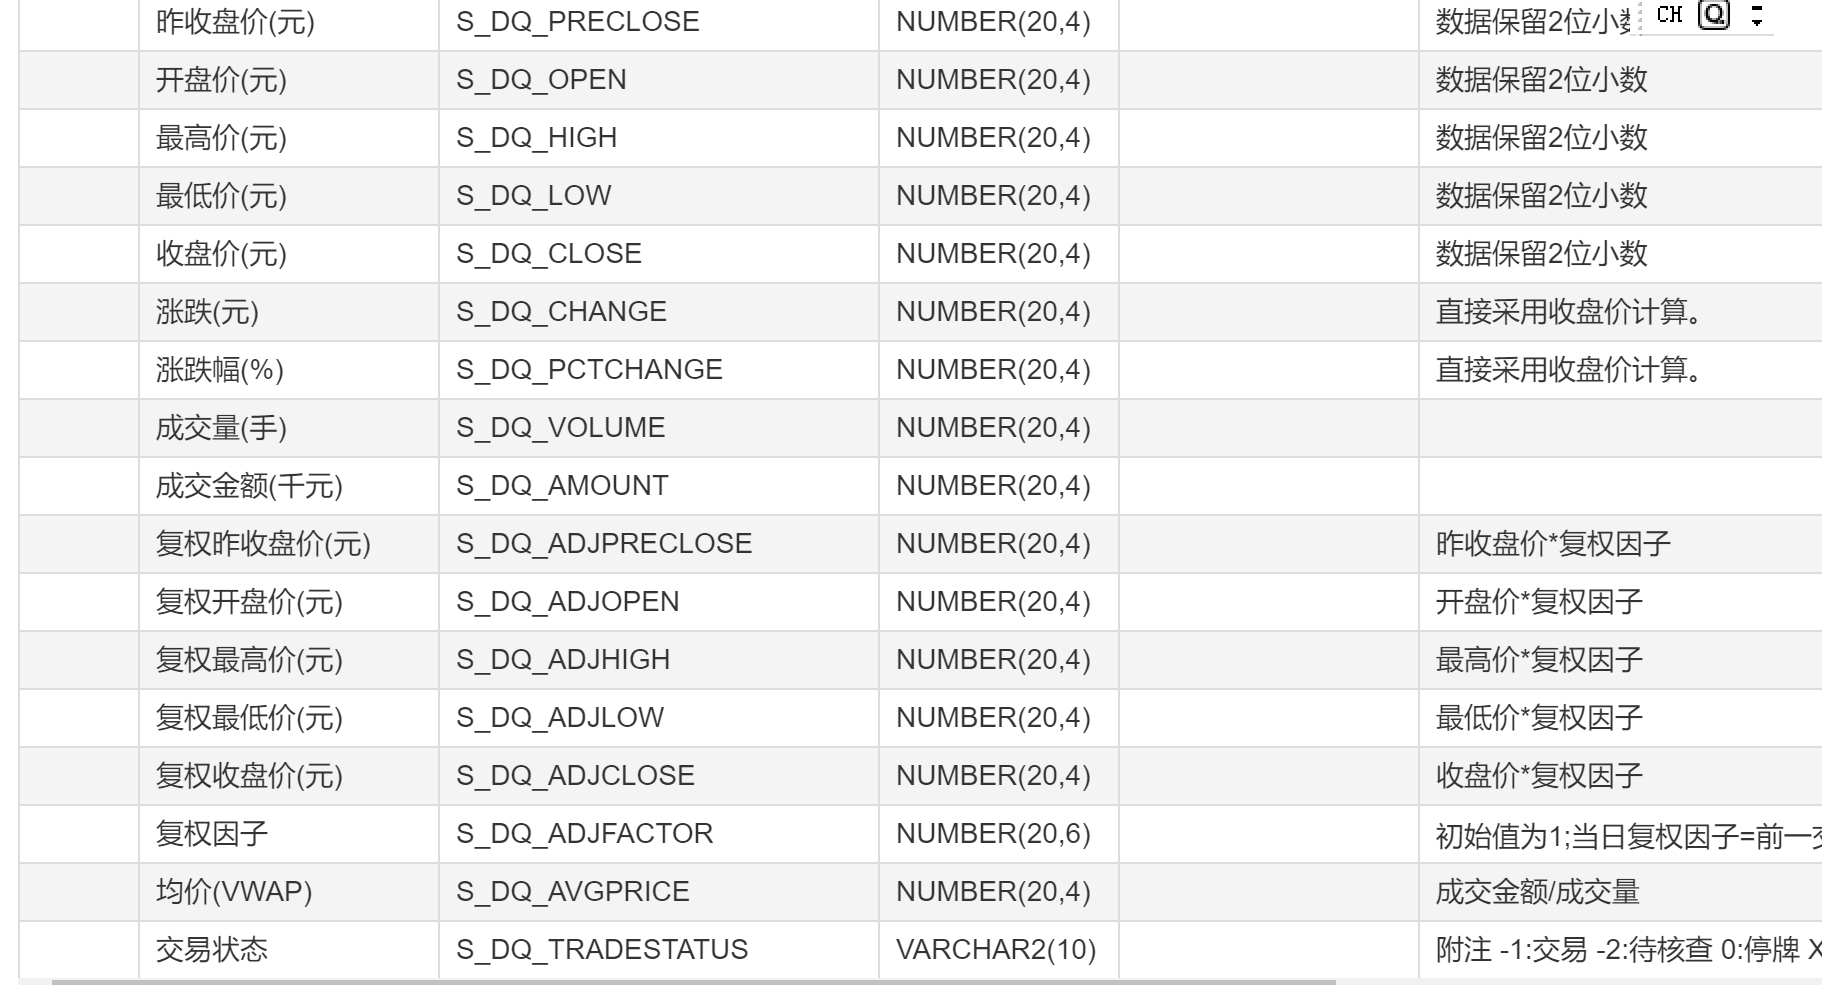 昨收盘价(元) S_DQ_PRECLOSE NUMBER(20,4) 数据保留2位小 CH Q
开盘价(元) S_DQ_OPEN NUMBER(20,4) 数据保留2位小数
最高价(元) S_DQ_HIGH NUMBER(20,4) 数据保留2位小数
最低价(元) S_DQ_LOW NUMBER(20,4) 数据保留2位小数
收盘价(元) S_DQ_CLOSE NUMBER(20,4) 数据保留2位小数
涨跌(元) S_DQ_CHANGE NUMBER(20,4) 直接采用收盘价计算。
涨跌幅(%) S_DQ_PCTCHANGE NUMBER(20,4) 直接采用收盘价计算。
成交量(手) S_DQ_VOLUME NUMBER(20,4)
成交金额(千元) S_DQ_AMOUNT NUMBER(20,4)
复权昨收盘价(元) S_DQ_ADJPRECLOSE NUMBER(20,4) 昨收盘价*复权因子
复权开盘价(元) S_DQ_ADJOPEN NUMBER(20,4) 开盘价*复权因子
复权最高价(元) S_DQ_ADJHIGH NUMBER(20,4) 最高价*复权因子
复权最低价(元) S_DQ_ADJLOW NUMBER(20,4) 最低价*复权因子
复权收盘价(元) S_DQ_ADJCLOSE NUMBER(20,4) 收盘价*复权因子
复权因子 S_DQ_ADJFACTOR NUMBER(20,6) 初始值为1;当日复权因子=前一
均价(VWAP) S_DQ_AVGPRICE NUMBER(20,4) 成交金额/成交量
交易状态 S_DQ_TRADESTATUS VARCHAR2(10) 附注 -1:交易 -2:待核查 0:停牌 X